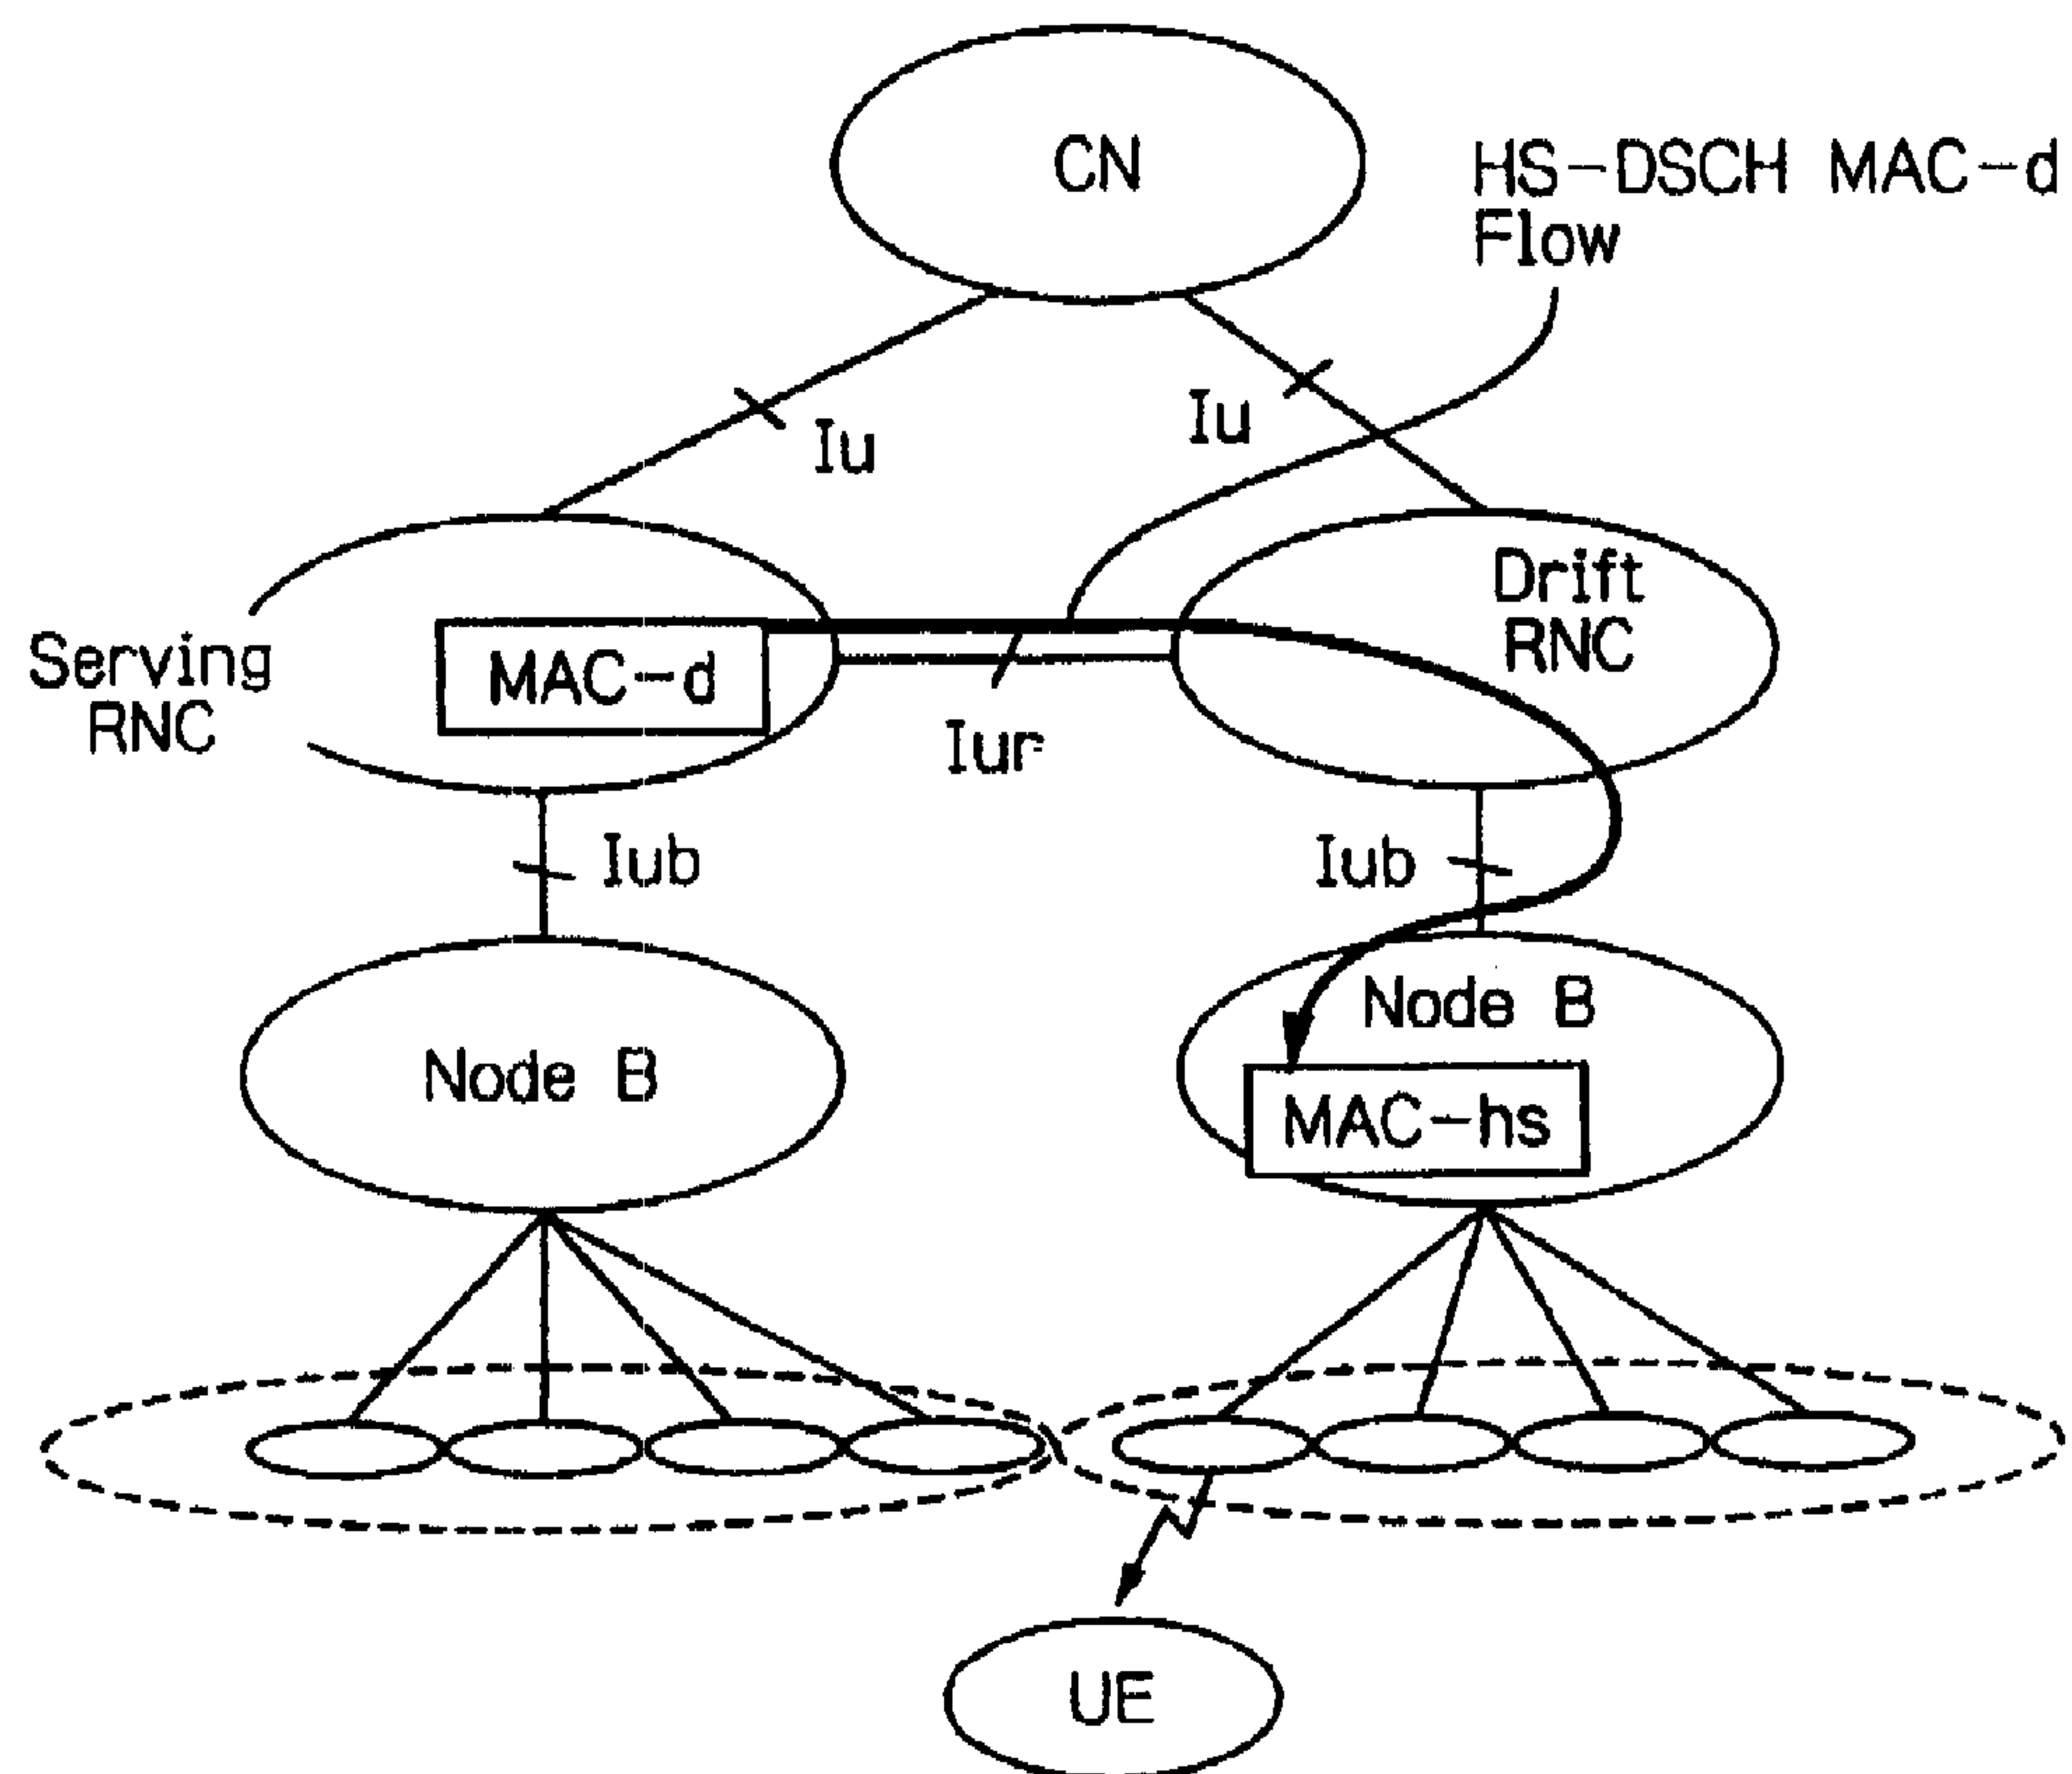 CN
HS-DSCH MAC-d
Flow
Iu
Iu
Serving
RNC
MAC-d
Drift
RNC
Iur
Iub
Iub
Node B
Node B
MAC-hs
UE